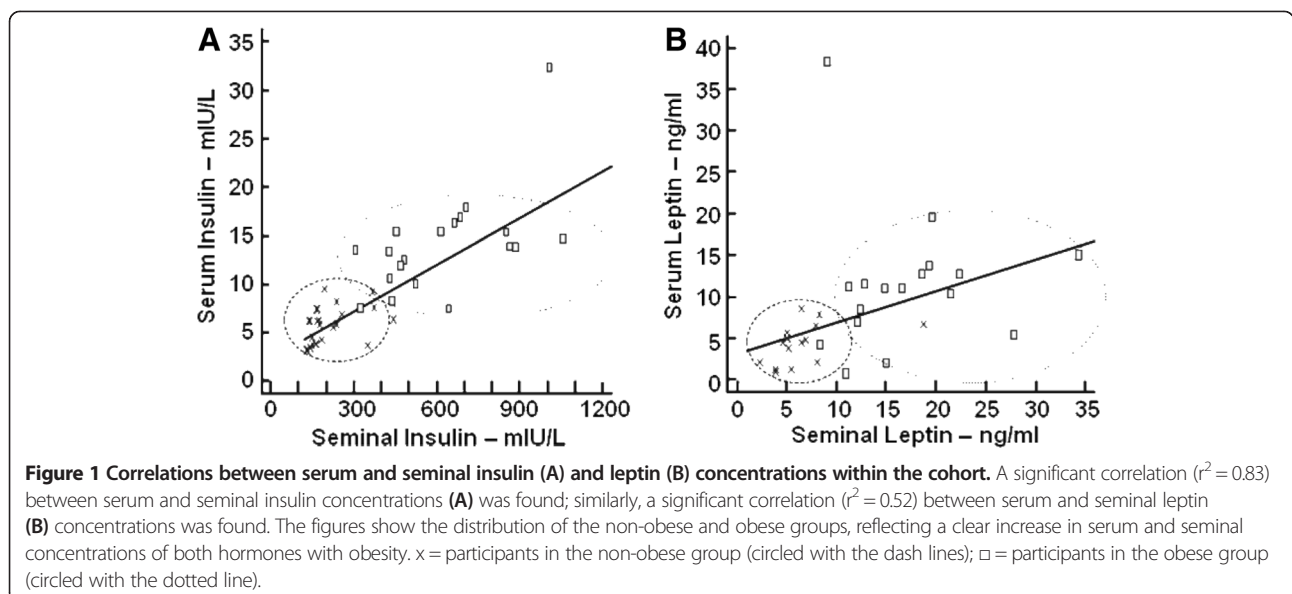 A
35
30
25
20
15
10
5
0
Serum Insulin – mIU/L
0 300 600 900 1200
Seminal Insulin – mIU/L
B
40
35
30
25
20
15
10
5
0
Serum Leptin – ng/ml
0 5 10 15 20 25 30 35
Seminal Leptin – ng/ml
Figure 1 Correlations between serum and seminal insulin (A) and leptin (B) concentrations within the cohort. A significant correlation (r² = 0.83)
between serum and seminal insulin concentrations (A) was found; similarly, a significant correlation (r² = 0.52) between serum and seminal leptin
(B) concentrations was found. The figures show the distribution of the non-obese and obese groups, reflecting a clear increase in serum and seminal
concentrations of both hormones with obesity. x = participants in the non-obese group (circled with the dash lines); □ = participants in the obese group
(circled with the dotted line).